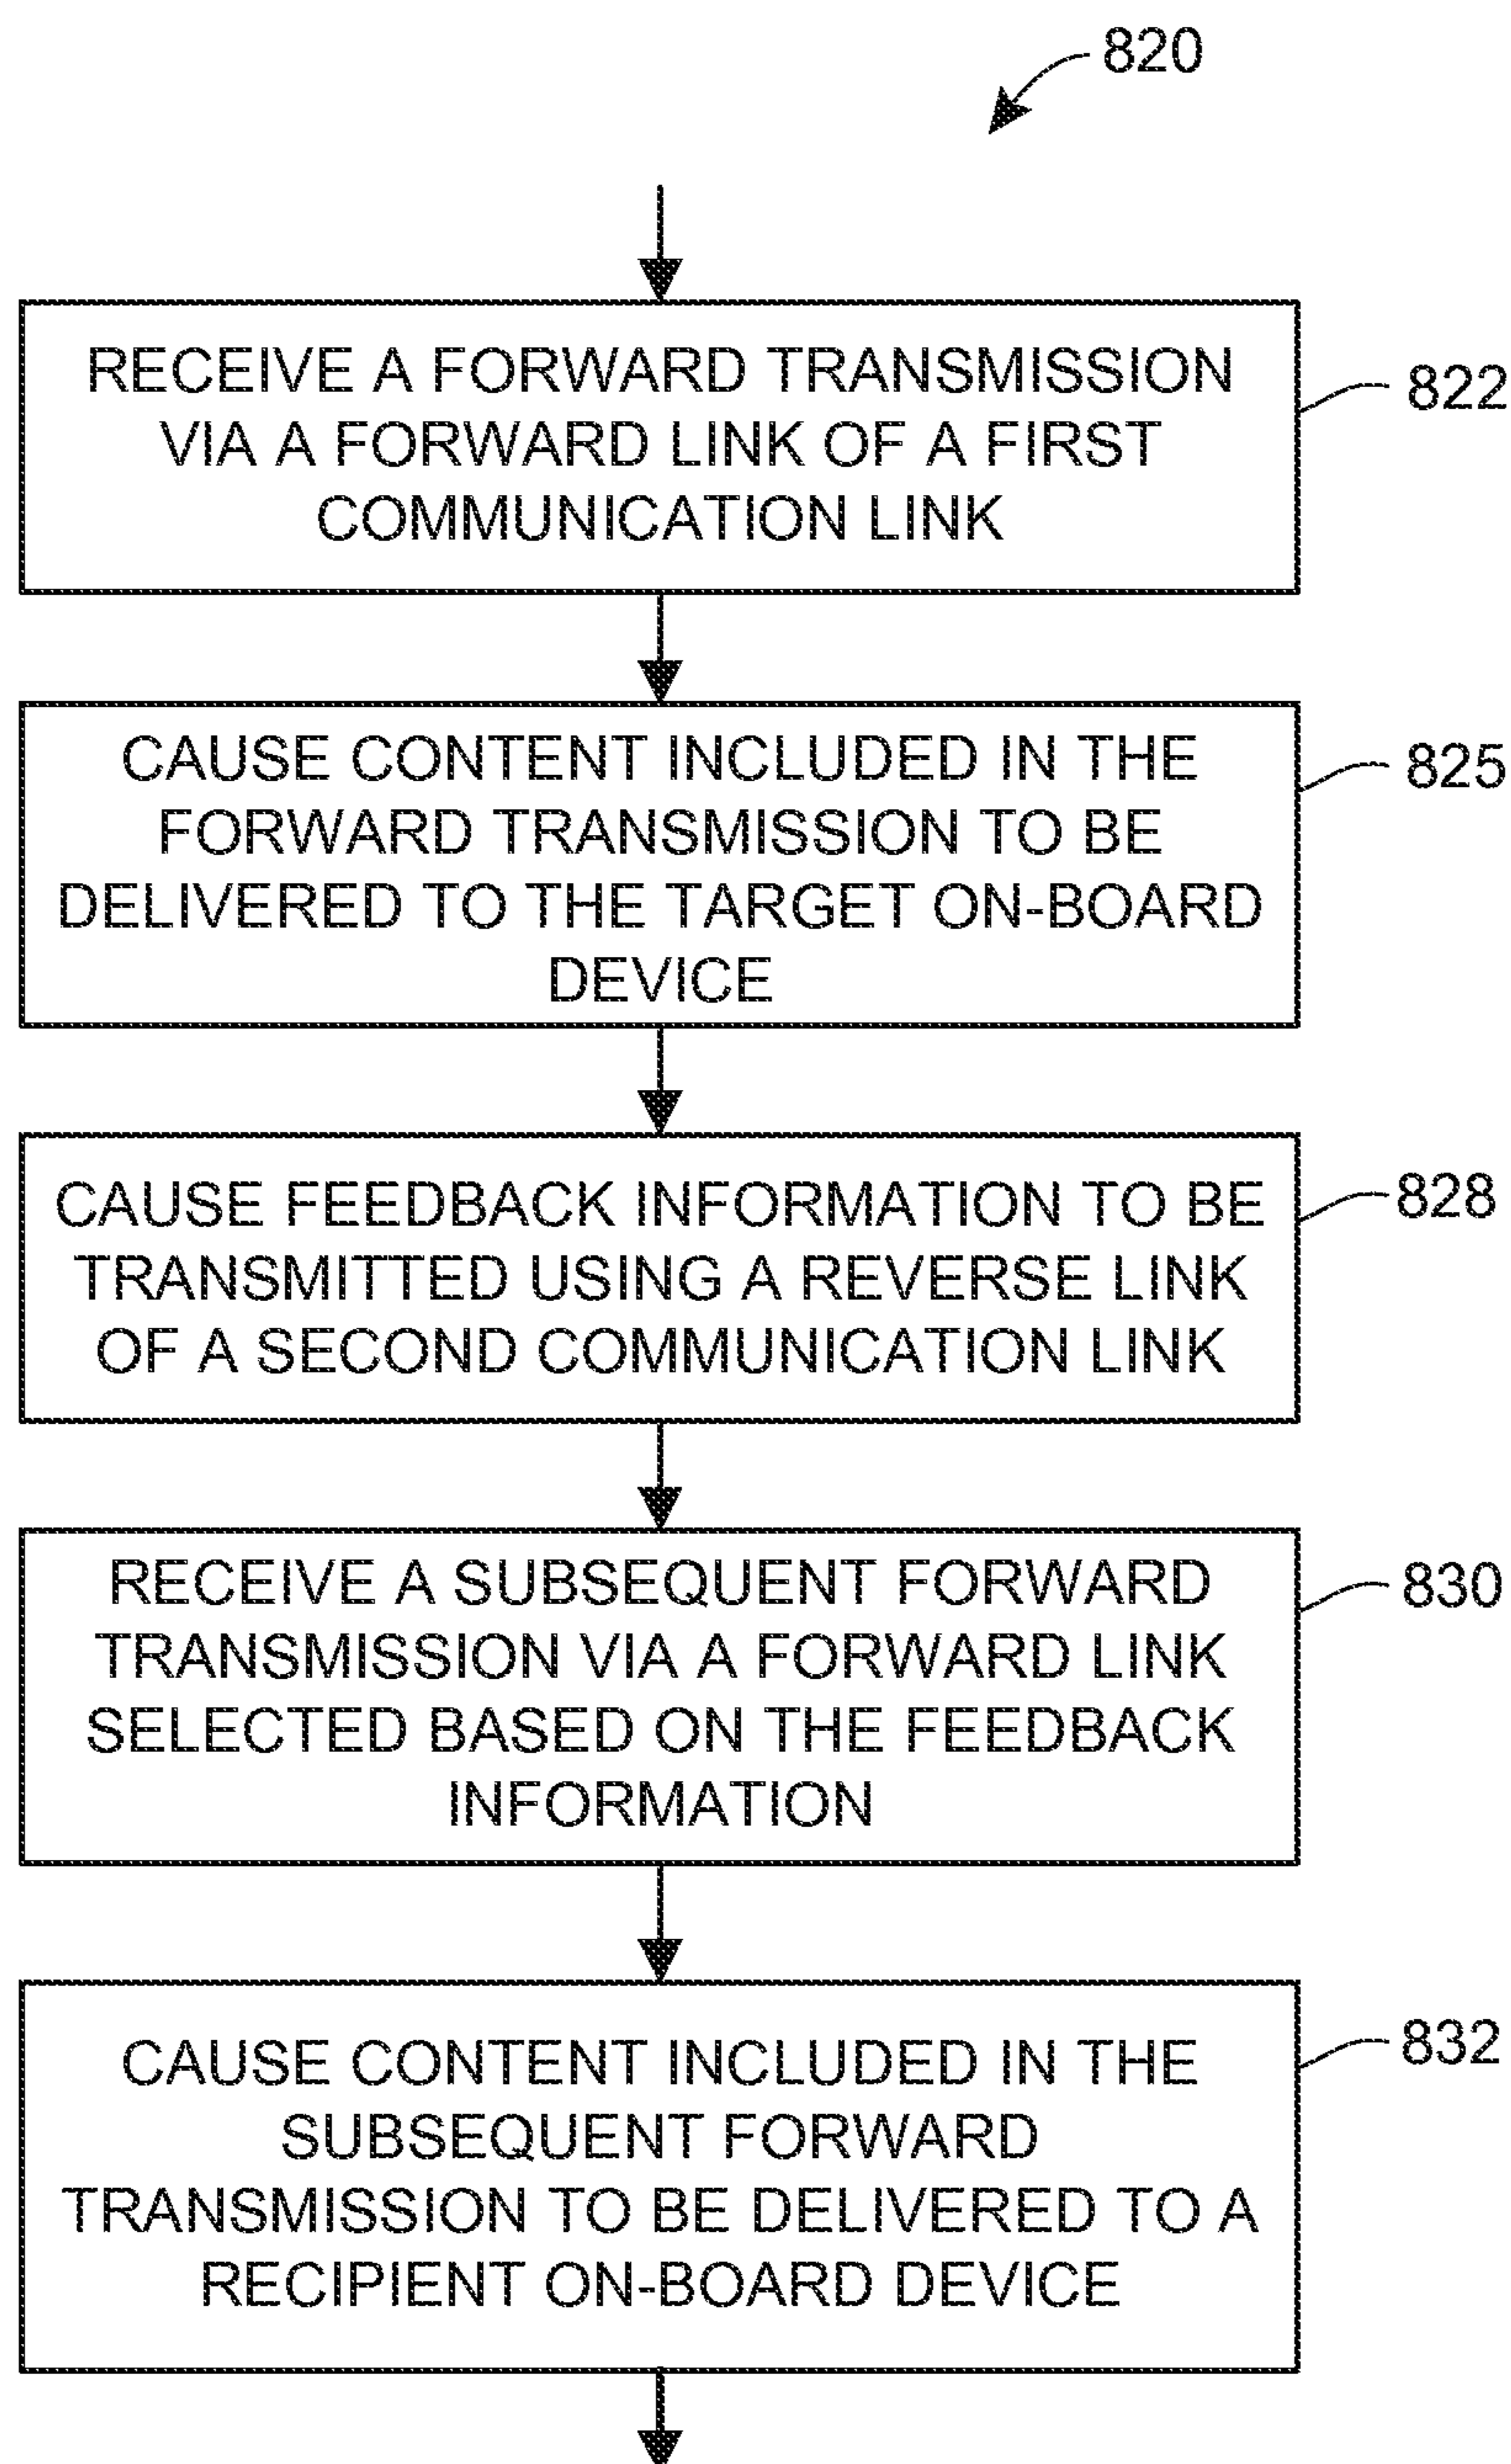 820
RECEIVE A FORWARD TRANSMISSION
VIA A FORWARD LINK OF A FIRST
COMMUNICATION LINK
822
CAUSE CONTENT INCLUDED IN THE
FORWARD TRANSMISSION TO BE
DELIVERED TO THE TARGET ON-BOARD
DEVICE
825
CAUSE FEEDBACK INFORMATION TO BE
TRANSMITTED USING A REVERSE LINK
OF A SECOND COMMUNICATION LINK
828
RECEIVE A SUBSEQUENT FORWARD
TRANSMISSION VIA A FORWARD LINK
SELECTED BASED ON THE FEEDBACK
INFORMATION
830
CAUSE CONTENT INCLUDED IN THE
SUBSEQUENT FORWARD
TRANSMISSION TO BE DELIVERED TO A
RECIPIENT ON-BOARD DEVICE
832